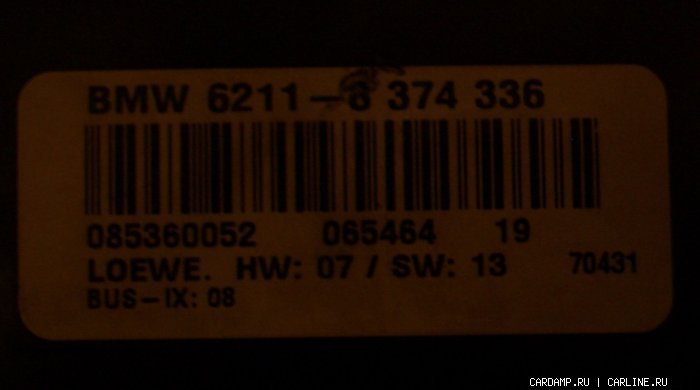 BMW 6211-8 374 336
085360052 065464 19
LOEWE. HW: 07 / SW: 13 70431
BUS-IX: 08
CARDAMP.RU | CARLINE.RU